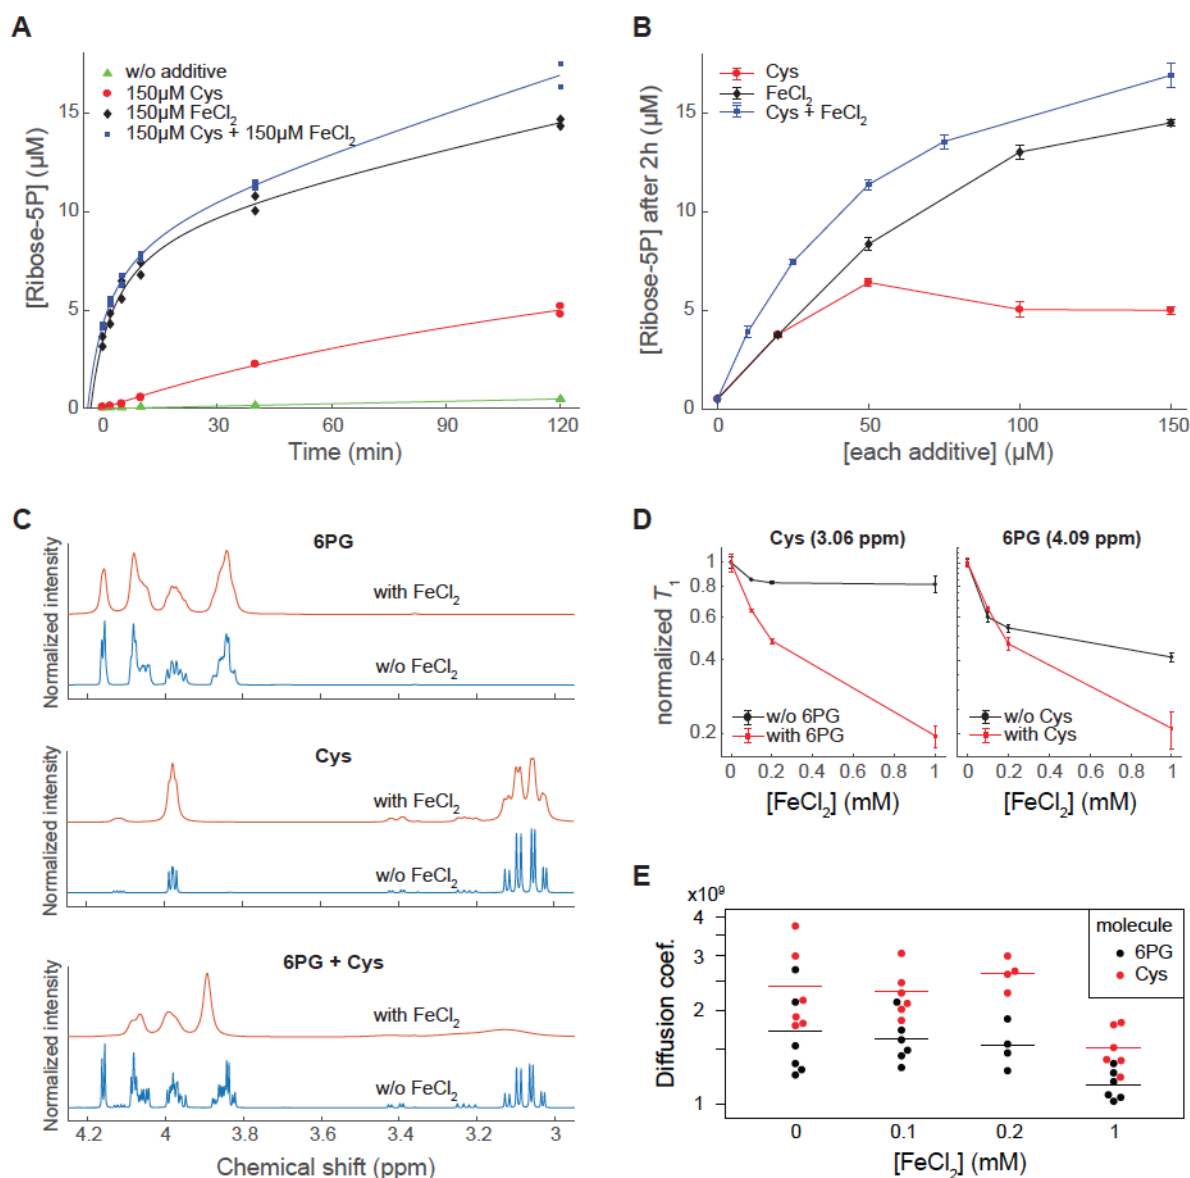 A
w/o additive
150µM Cys
150µM FeCl2
150µM Cys + 150µM FeCl2
[Ribose-5P] (µM)
15
10
5
0
0
30
60
90
120
Time (min)
B
Cys
FeCl2
Cys + FeCl2
[Ribose-5P] after 2h (µM)
15
10
5
0
0
50
100
150
[each additive] (µM)
C
6PG
with FeCl2
w/o FeCl2
Normalized intensity
Cys
with FeCl2
w/o FeCl2
Normalized intensity
6PG + Cys
with FeCl2
w/o FeCl2
Normalized intensity
4.2
4
3.8
3.6
3.4
3.2
3
Chemical shift (ppm)
D
Cys (3.06 ppm)
normalized T1
1
0.8
0.6
0.4
0.2
w/o 6PG
with 6PG
0
0.2
0.4
0.6
0.8
1
[FeCl2] (mM)
6PG (4.09 ppm)
w/o Cys
with Cys
0
0.2
0.4
0.6
0.8
1
[FeCl2] (mM)
E
x10⁹
Diffusion coef.
4
3
2
1
molecule
6PG
Cys
0
0.1
0.2
1
[FeCl2] (mM)